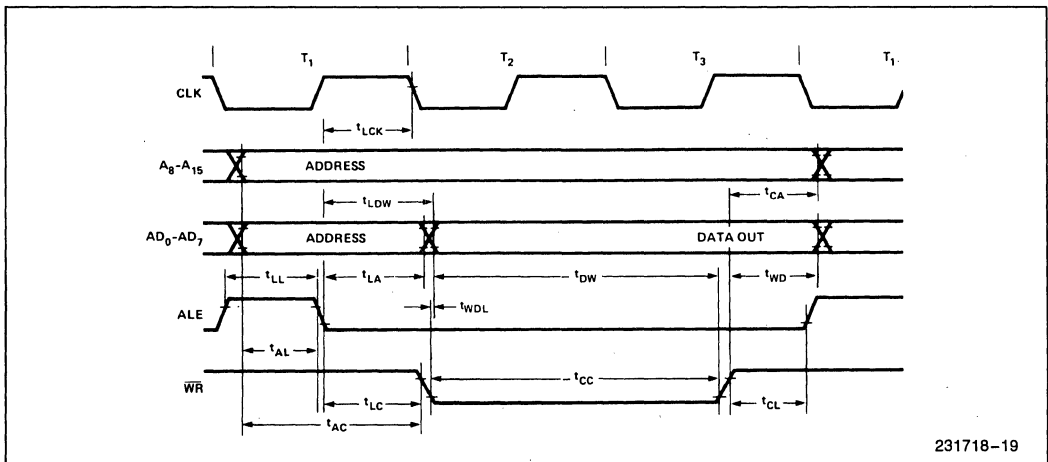 T₁ T₂ T₃ T₁
CLK
tLCK
A₈-A₁₅ ADDRESS
tLDW tCA
AD₀-AD₇ ADDRESS DATA OUT
tLL tLA tDW tWD
tWDL
ALE
tAL
W̅R̅ tCC
tLC tCL
tAC
231718–19